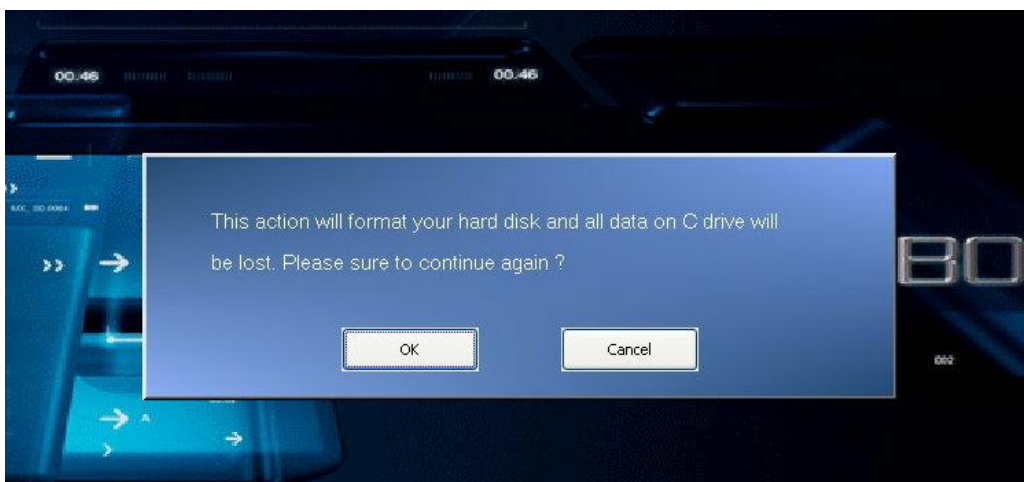 00.46 00.46
This action will format your hard disk and all data on C drive will
be lost. Please sure to continue again ?
OK Cancel
BO
A